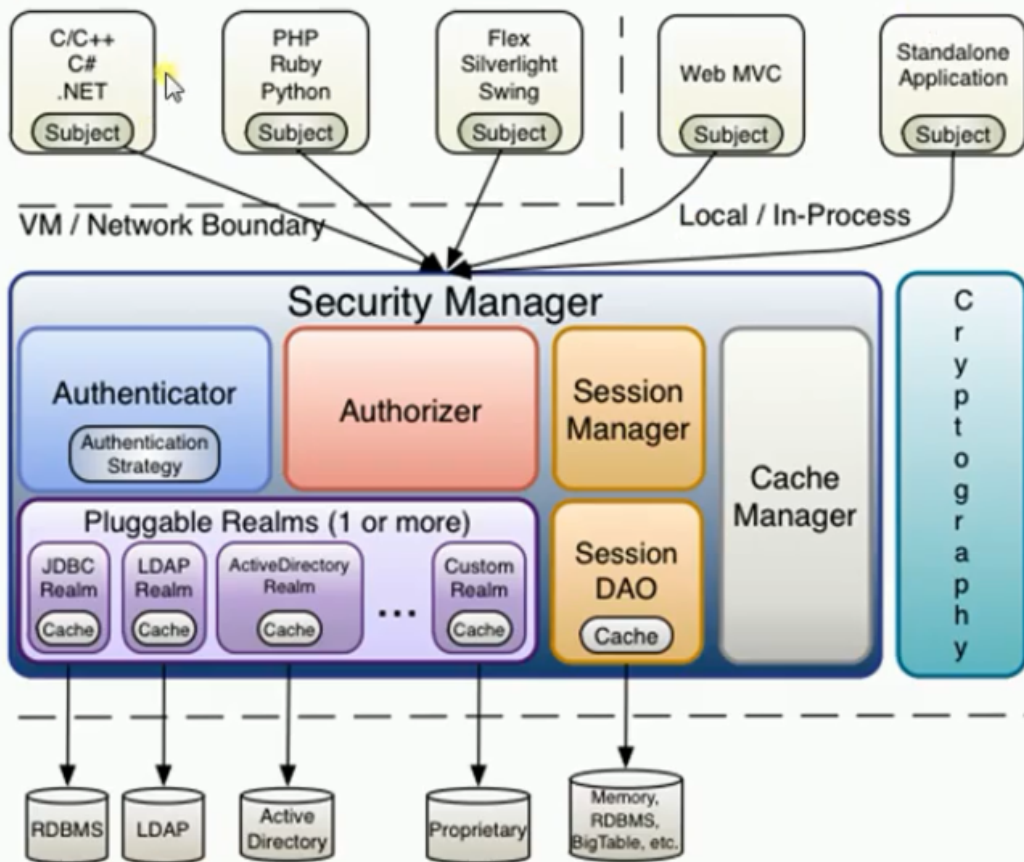 C/C++
C#
.NET
Subject
PHP
Ruby
Python
Subject
Flex
Silverlight
Swing
Subject
Web MVC
Subject
Standalone
Application
Subject
VM / Network Boundary
Local / In-Process
Security Manager
Authenticator
Authentication
Strategy
Authorizer
Session
Manager
Cache
Manager
Pluggable Realms (1 or more)
JDBC
Realm
Cache
LDAP
Realm
Cache
ActiveDirectory
Realm
Cache
...
Custom
Realm
Cache
Session
DAO
Cache
Cryptography
RDBMS
LDAP
Active
Directory
Proprietary
Memory,
RDBMS,
BigTable, etc.